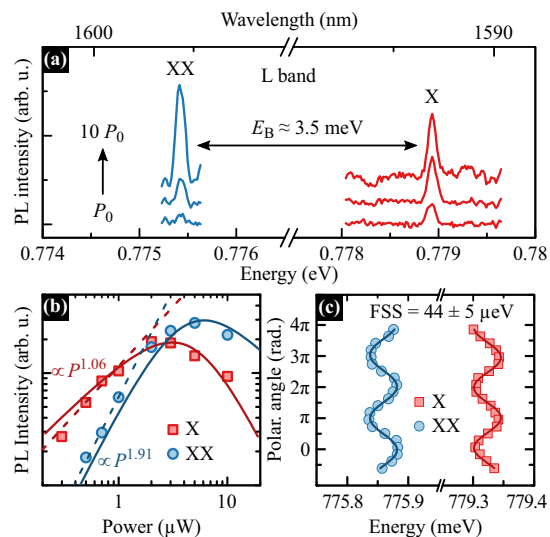 Wavelength (nm)
1600 1590
(a) XX L band X
E_B ≈ 3.5 meV
10 P_0
P_0
PL intensity (arb. u.)
0.774 0.775 0.776 0.778 0.779 0.78
Energy (eV)
(b)
∝P^1.06
∝P^1.91
X
XX
PL Intensity (arb. u.)
1 10
Power (µW)
(c) FSS = 44 ± 5 µeV
4π
3π
2π
π
0
X
XX
Polar. angle (rad.)
775.8 775.9 779.3 779.4
Energy (meV)